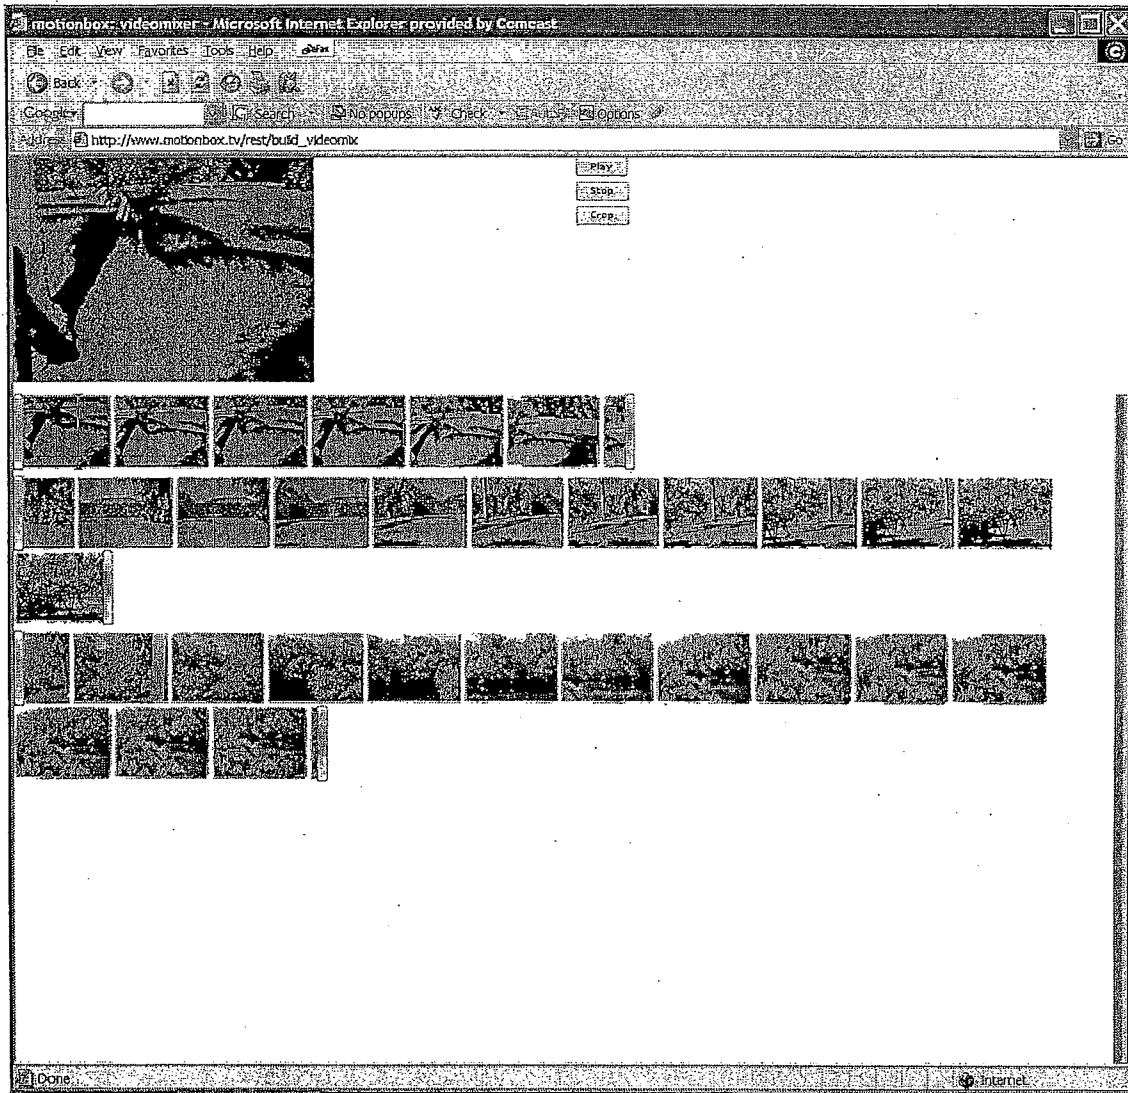 motionbox- videomixer - Microsoft Internet Explorer provided by Comcast
File Edit View Favorites Tools Help eFax
Back
Google Search No popups Check Options
Address http://www.motionbox.tv/rest/build_videomix Go
Play
Stop
Crop
Done Internet